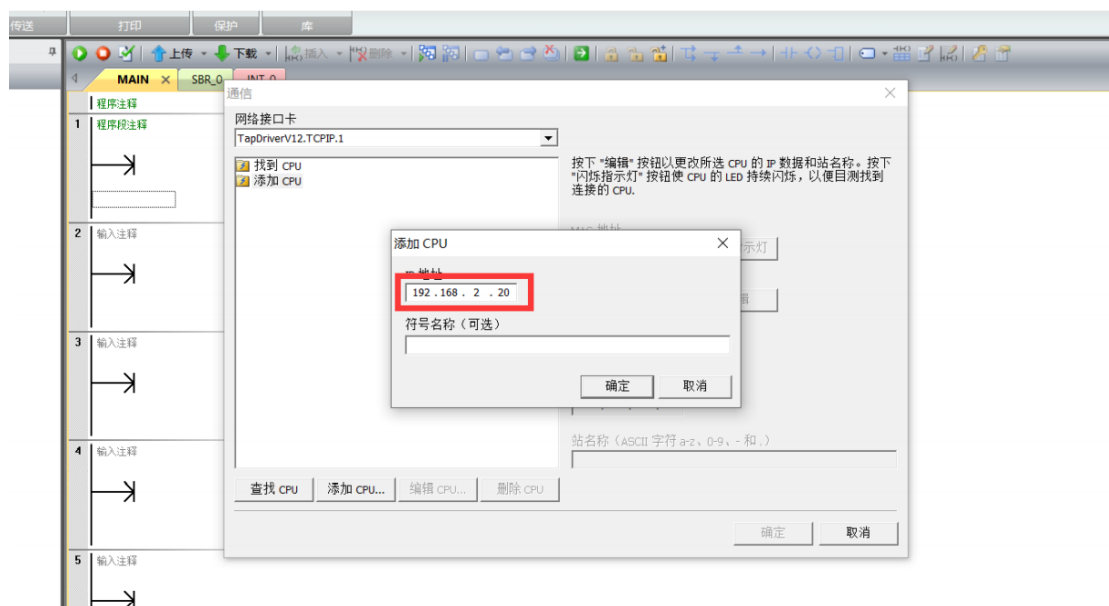 传送 打印 保护 库
上传 下载 插入 删除
MAIN SBR_0 INT_0
程序注释
1 程序段注释
2 输入注释
3 输入注释
4 输入注释
5 输入注释
通信
网络接口卡
TapDriverV12.TCPIP.1
找到 CPU
添加 CPU
按下 "编辑" 按钮以更改所选 CPU 的 IP 数据和站名称。按下
"闪烁指示灯" 按钮使 CPU 的 LED 持续闪烁，以便目测找到
连接的 CPU.
MAC 地址
示灯
添加 CPU
IP 地址
192 . 168 . 2 . 20
符号名称（可选）
确定 取消
站名称（ASCII 字符 a-z、0-9、- 和 .）
查找 CPU 添加 CPU... 编辑 CPU... 删除 CPU
确定 取消